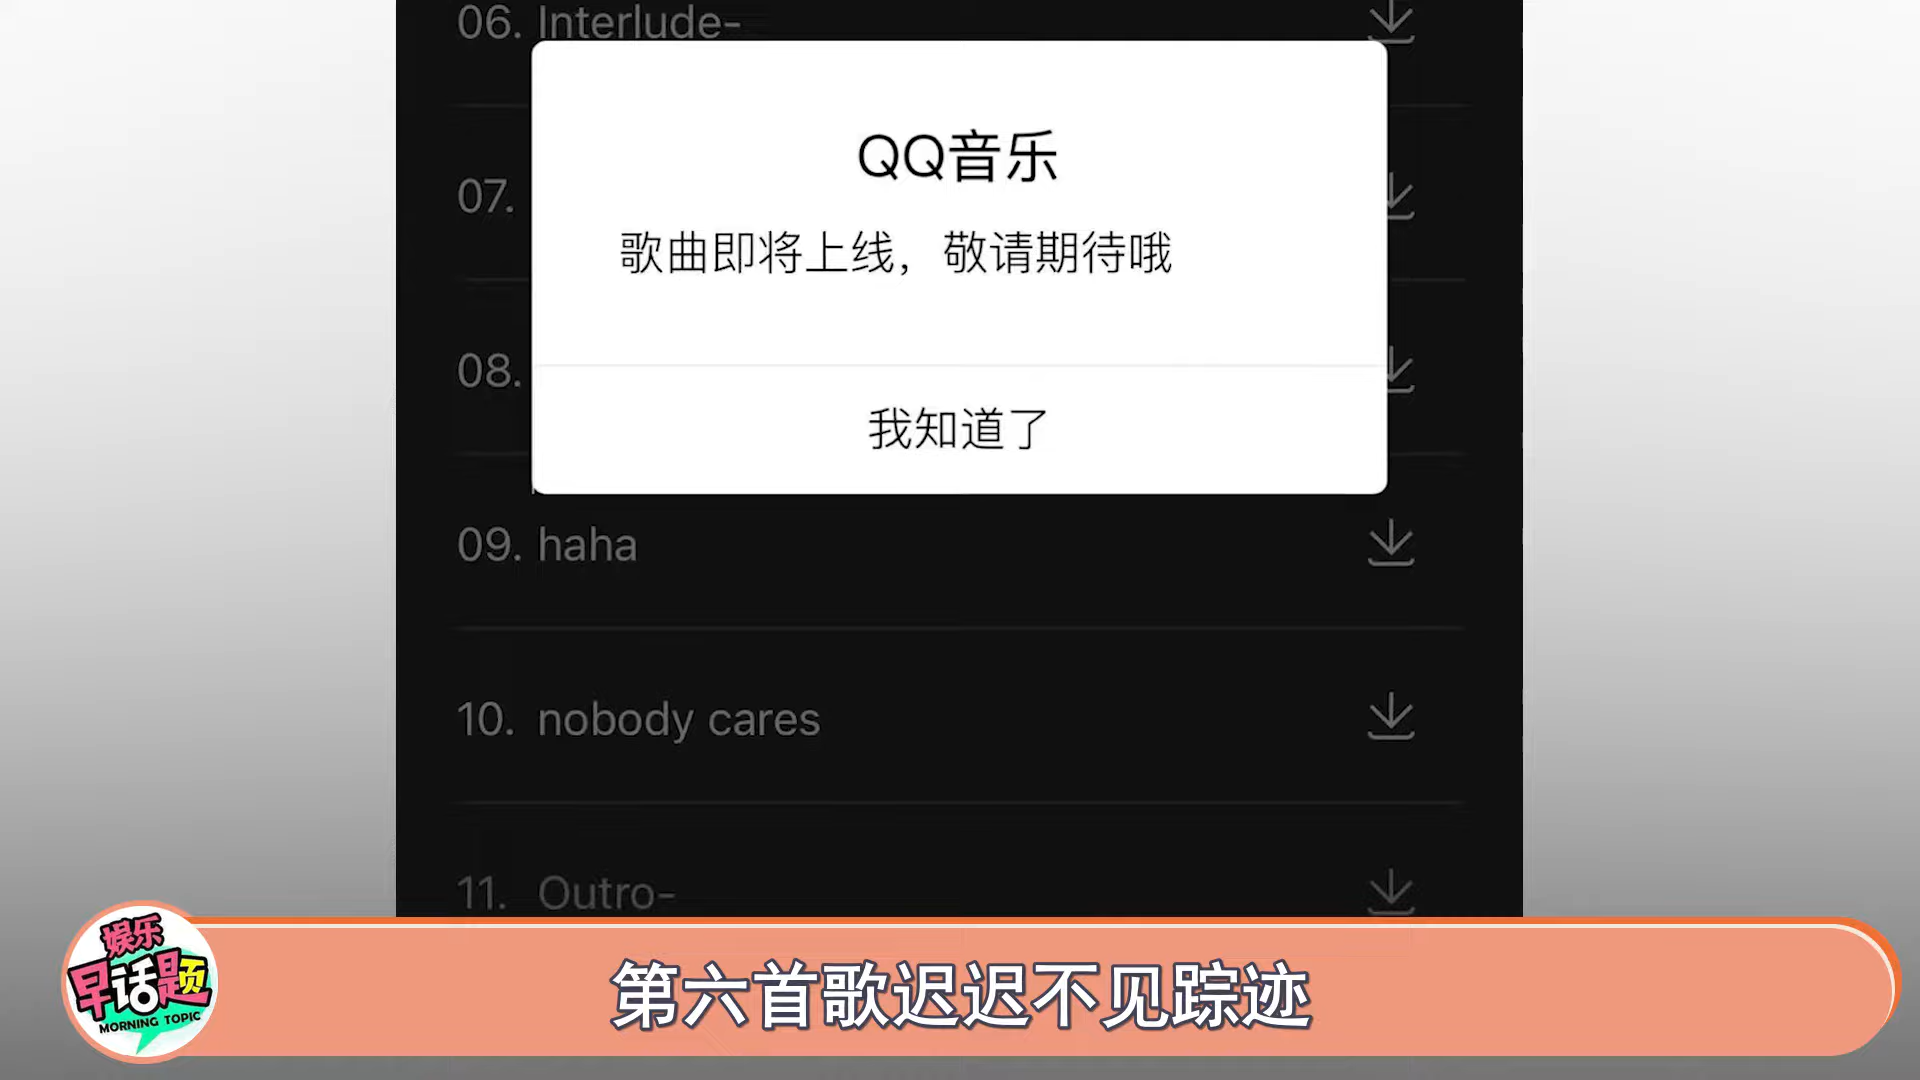 06. Interlude-
QQ音乐
07.
歌曲即将上线，敬请期待哦
08.
我知道了
09. haha
10. nobody cares
11. Outro-
娱乐
早话题
MORNING TOPIC
第六首歌迟迟不见踪迹